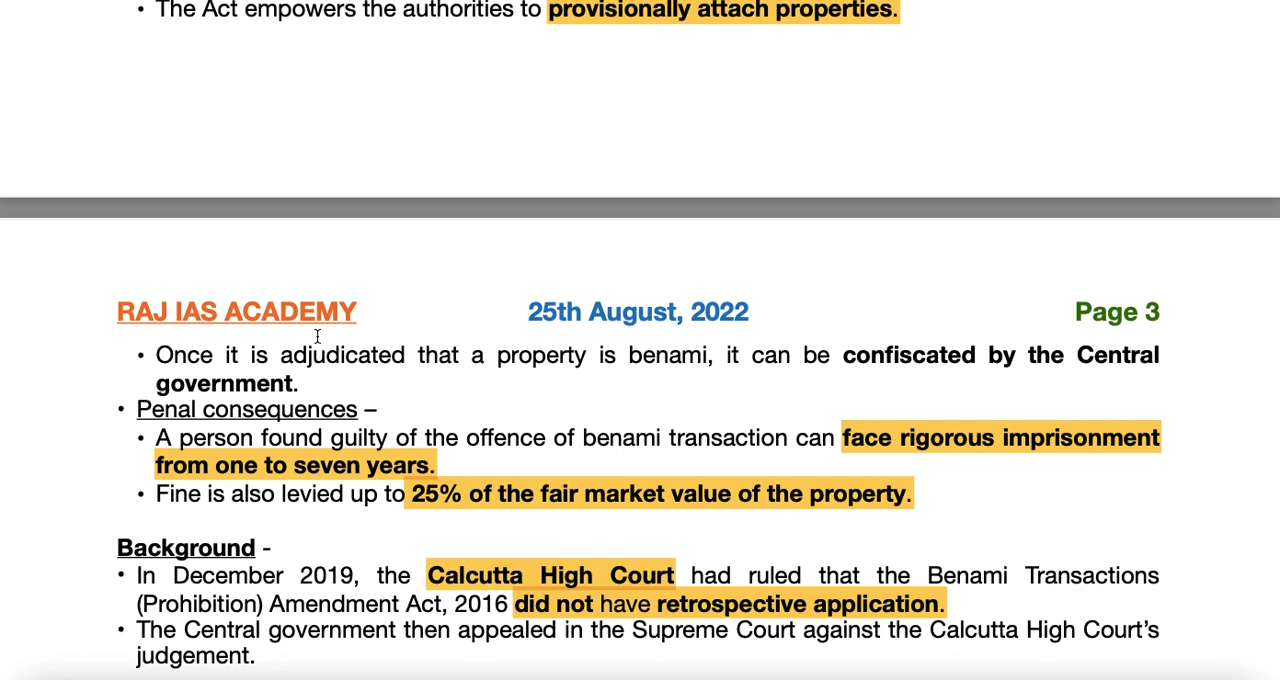 • The Act empowers the authorities to provisionally attach properties.
RAJ IAS ACADEMY 25th August, 2022 Page 3
• Once it is adjudicated that a property is benami, it can be confiscated by the Central
government.
• Penal consequences –
• A person found guilty of the offence of benami transaction can face rigorous imprisonment
from one to seven years.
• Fine is also levied up to 25% of the fair market value of the property.
Background -
• In December 2019, the Calcutta High Court had ruled that the Benami Transactions
(Prohibition) Amendment Act, 2016 did not have retrospective application.
• The Central government then appealed in the Supreme Court against the Calcutta High Court’s
judgement.